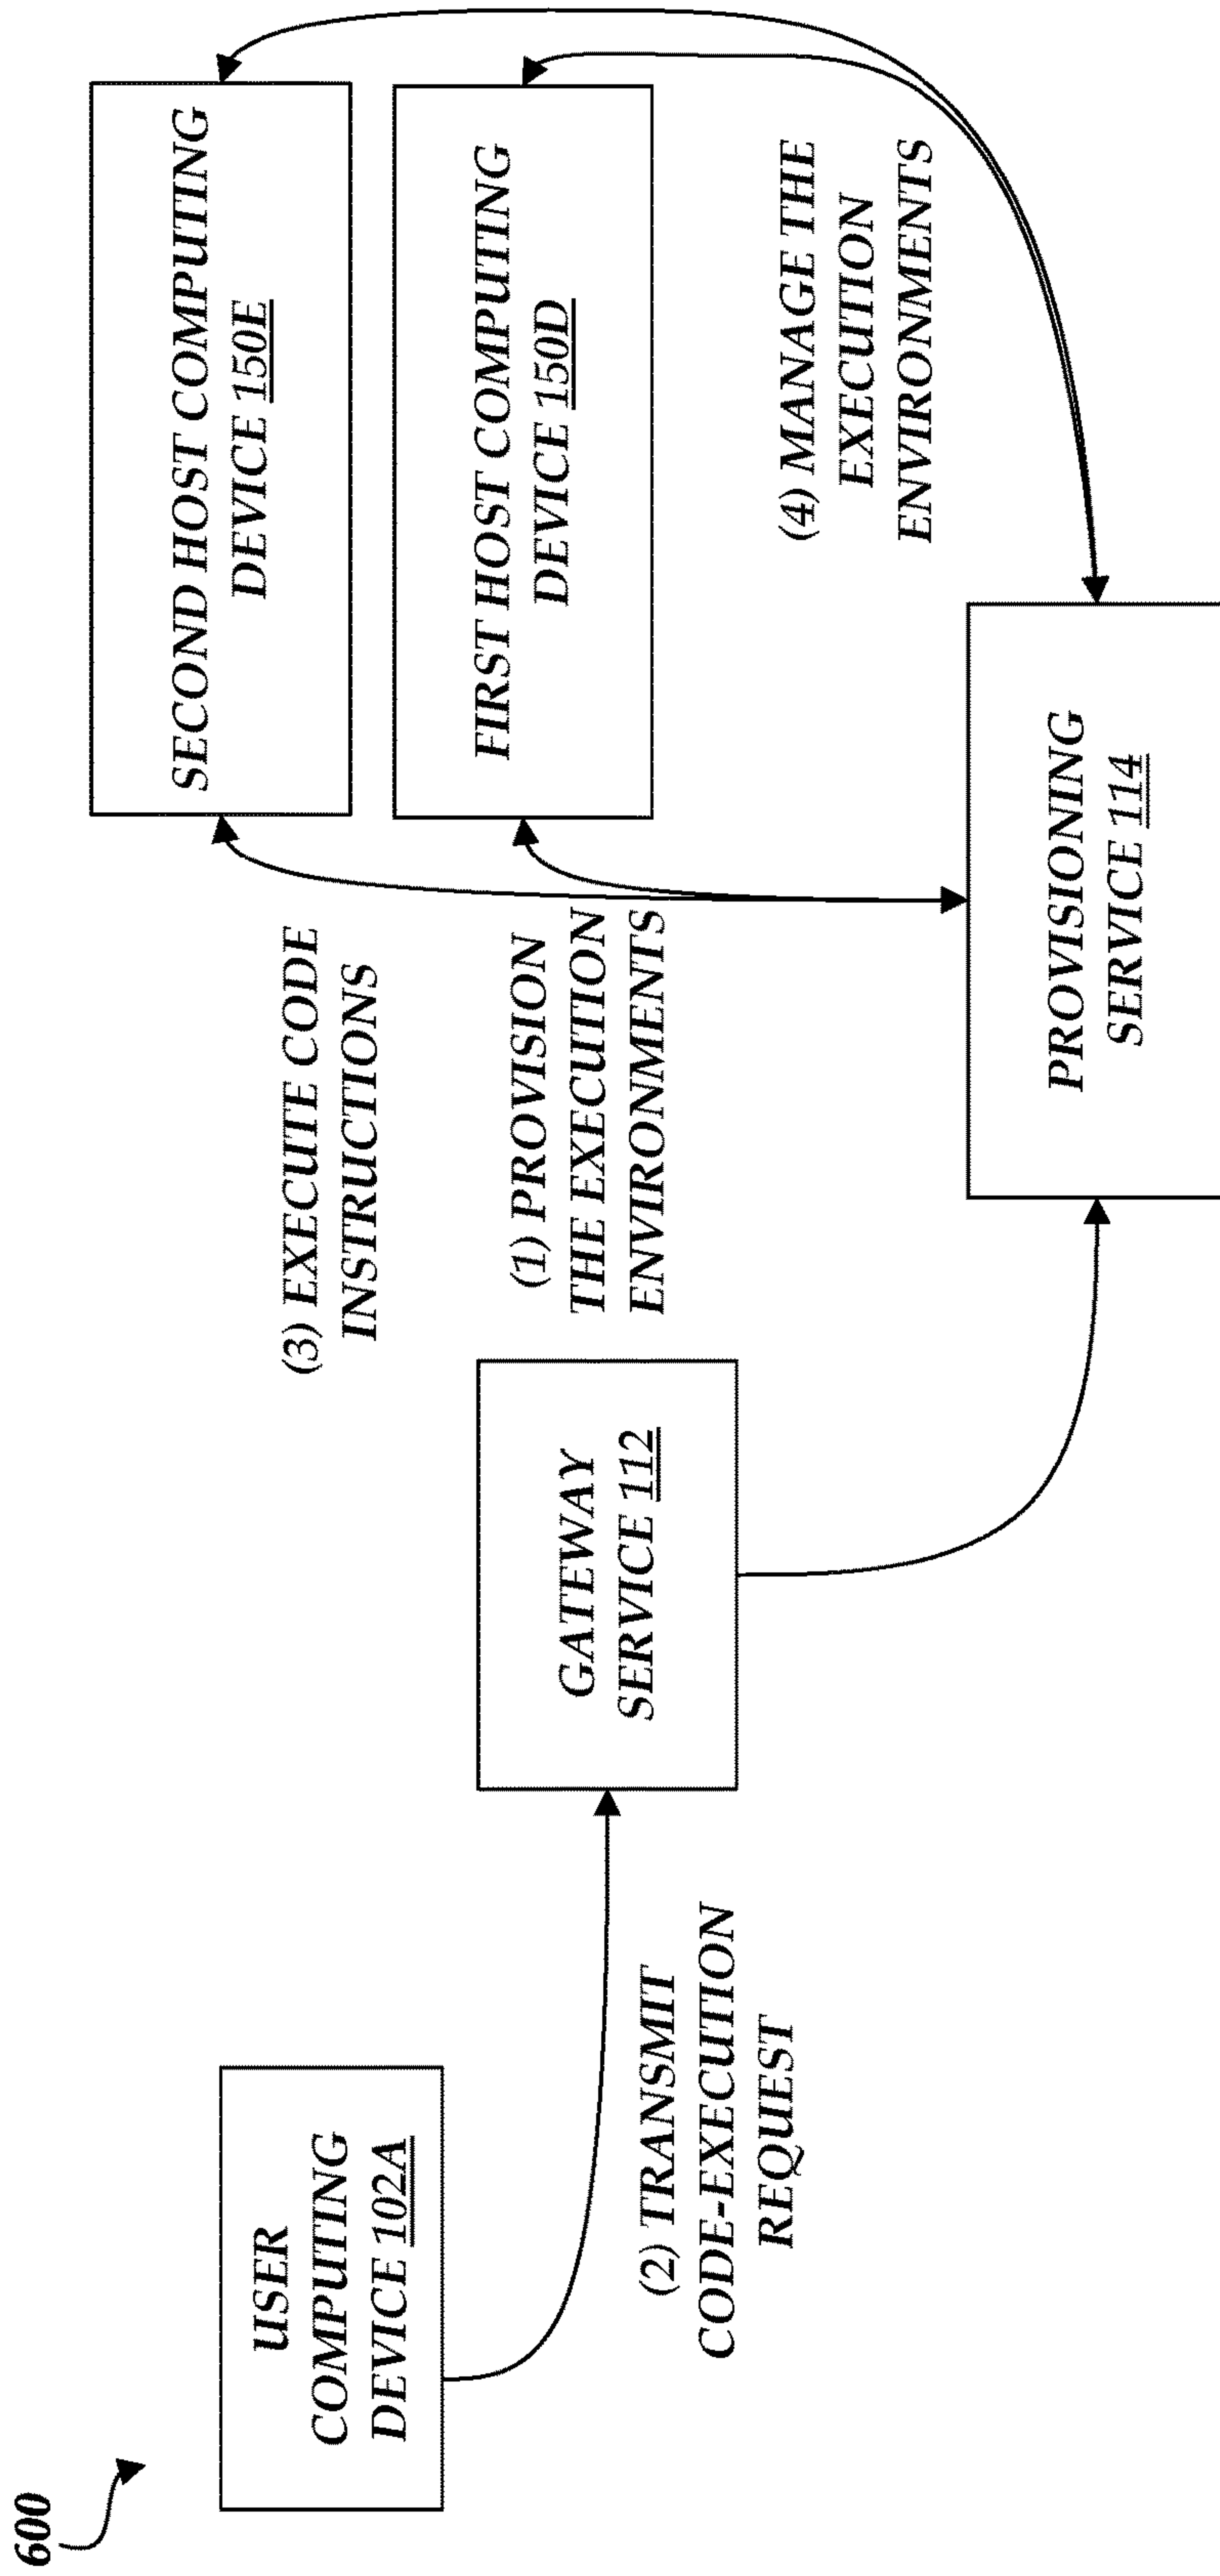 600
USER
COMPUTING
DEVICE 102A
(2) TRANSMIT
CODE-EXECUTION
REQUEST
GATEWAY
SERVICE 112
(3) EXECUTE CODE
INSTRUCTIONS
(1) PROVISION
THE EXECUTION
ENVIRONMENTS
SECOND HOST COMPUTING
DEVICE 150E
FIRST HOST COMPUTING
DEVICE 150D
(4) MANAGE THE
EXECUTION
ENVIRONMENTS
PROVISIONING
SERVICE 114